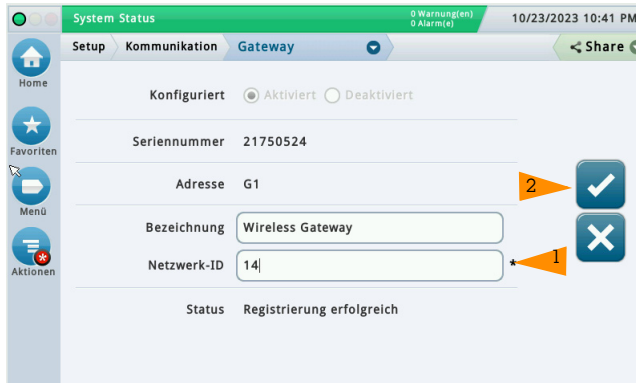 System Status
0 Warnung(en)
0 Alarm(e)
10/23/2023 10:41 PM
Setup Kommunikation Gateway
Share
Home
Favoriten
Menü
Aktionen
Konfiguriert Aktiviert Deaktiviert
Seriennummer 21750524
Adresse G1
2
Bezeichnung Wireless Gateway
Netzwerk-ID 14 * 1
Status Registrierung erfolgreich